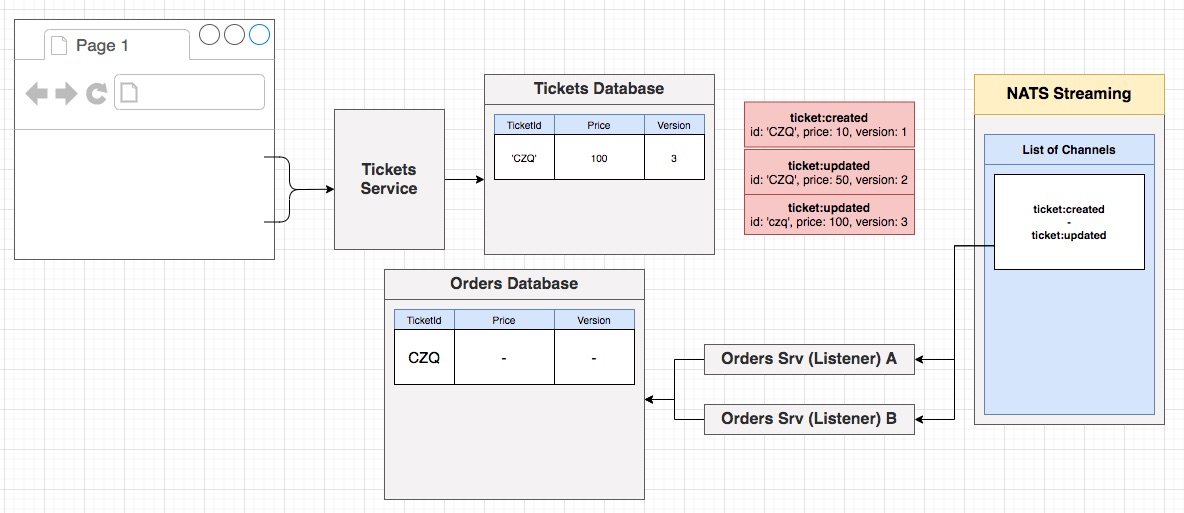 Page 1
Tickets
Service
Tickets Database
TicketId Price Version
'CZQ' 100 3
ticket:created
id: 'CZQ', price: 10, version: 1
ticket:updated
id: 'CZQ', price: 50, version: 2
ticket:updated
id: 'czq', price: 100, version: 3
NATS Streaming
List of Channels
ticket:created
-
ticket:updated
Orders Database
TicketId Price Version
CZQ - -
Orders Srv (Listener) A
Orders Srv (Listener) B